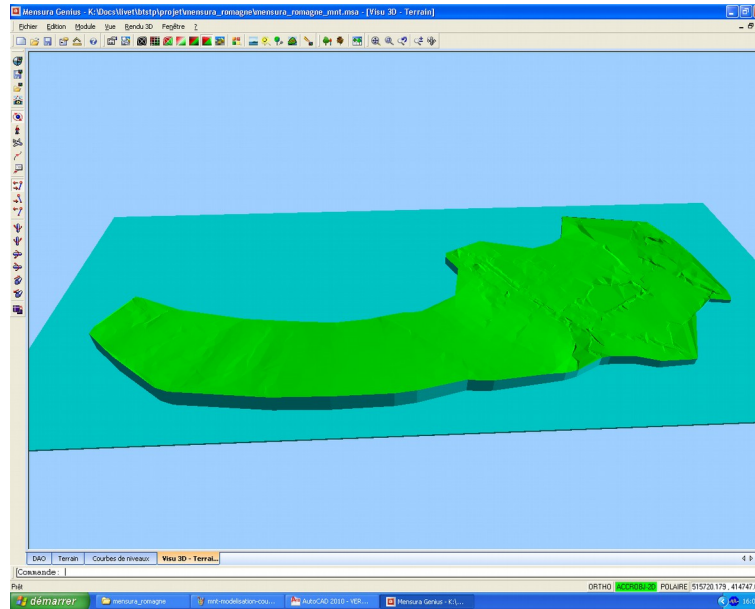 Mensura Genius - K:\Docs\livet\btstp\projet\mensura_romagne\mensura_romagne_mnt.msa - [Visu 3D - Terrain]
Fichier Edition Module Vue Rendu 3D Fenêtre ?
DAO Terrain Courbes de niveaux Visu 3D - Terrai...
[Commande: |
Prêt ORTHO ACCROBJ-2D POLAIRE 515720.179 , 414747.
démarrer mensura_romagne mnt-modelisation-cou... AutoCAD 2010 - VER... Mensura Genius - K:\... 16:0